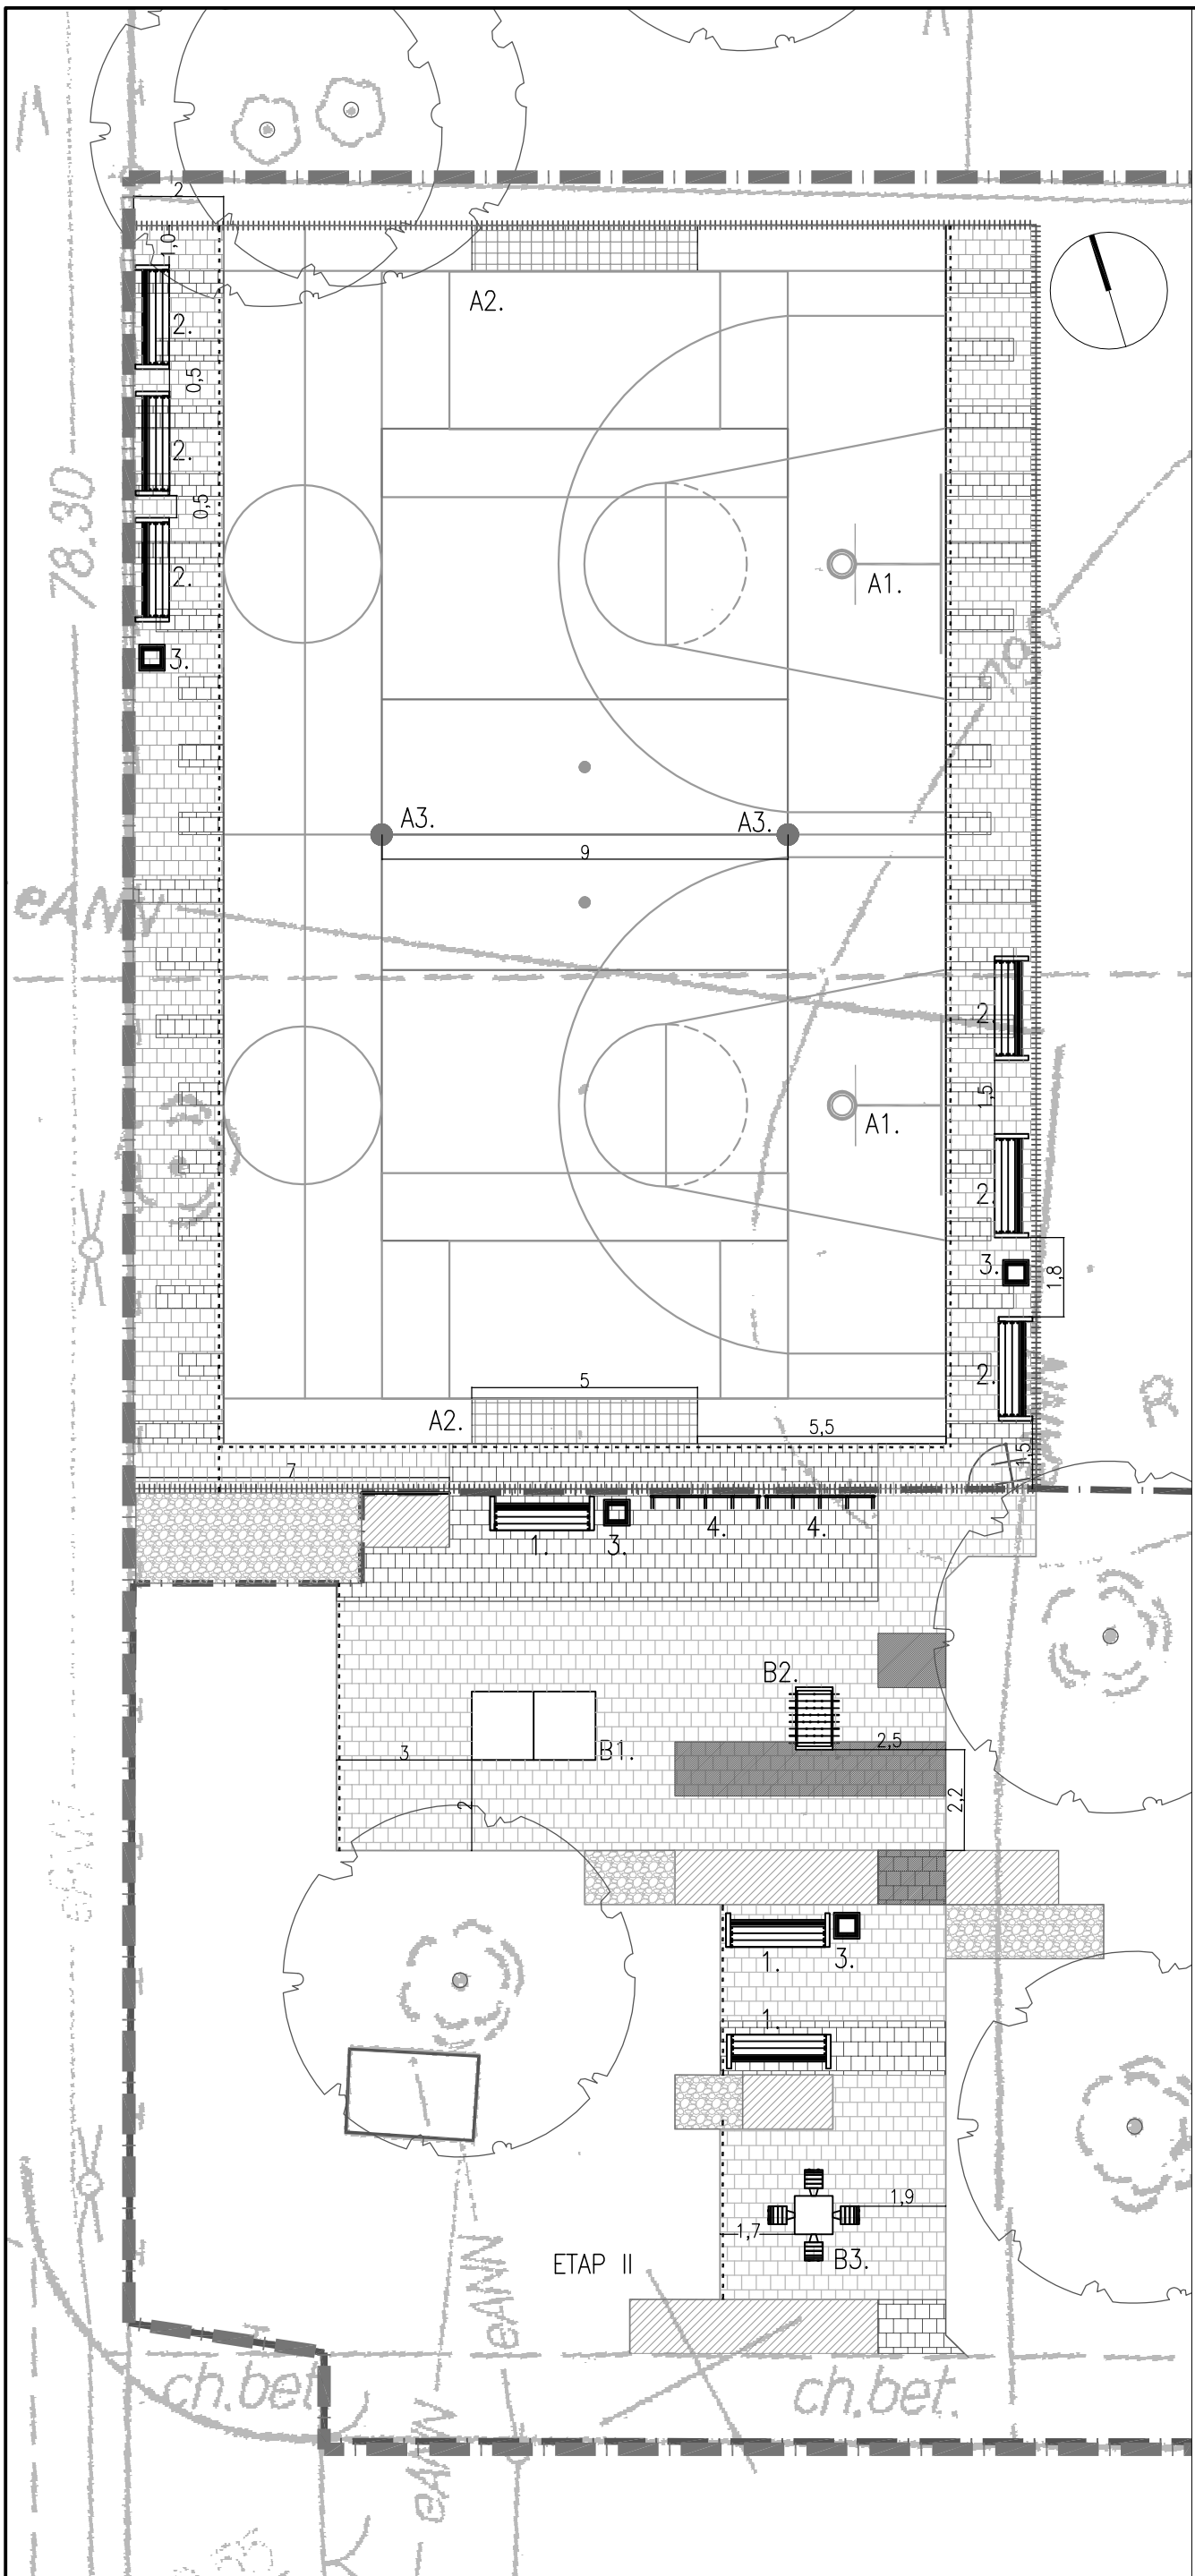 2
1,0
A2.
2.
0,5
2.
78.30
0,5
2.
A1.
3.
A3.
A3.
9
eANN
2.
1,5
A1.
2.
3.
1,8
5
2.
A2.
5,5
7
1,5
1.
3.
4.
4.
B2.
3
B1.
2,5
2
2,2
1.
3.
1.
1,9
1,7
B3.
ETAP II
eANN
ch.bet.
ch.bet.
eANN